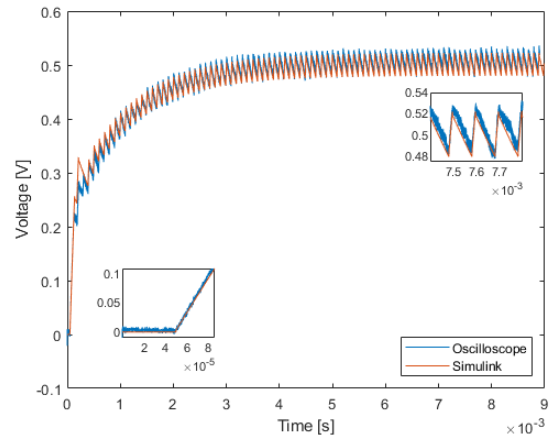 0.6
0.5
0.4
0.3
0.2
0.1
0
-0.1
Voltage [V]
0.54
0.52
0.5
0.48
7.5 7.6 7.7
×10⁻³
0.1
0.05
0
2 4 6 8
×10⁻⁵
Oscilloscope
Simulink
0 1 2 3 4 5 6 7 8 9
Time [s]
×10⁻³